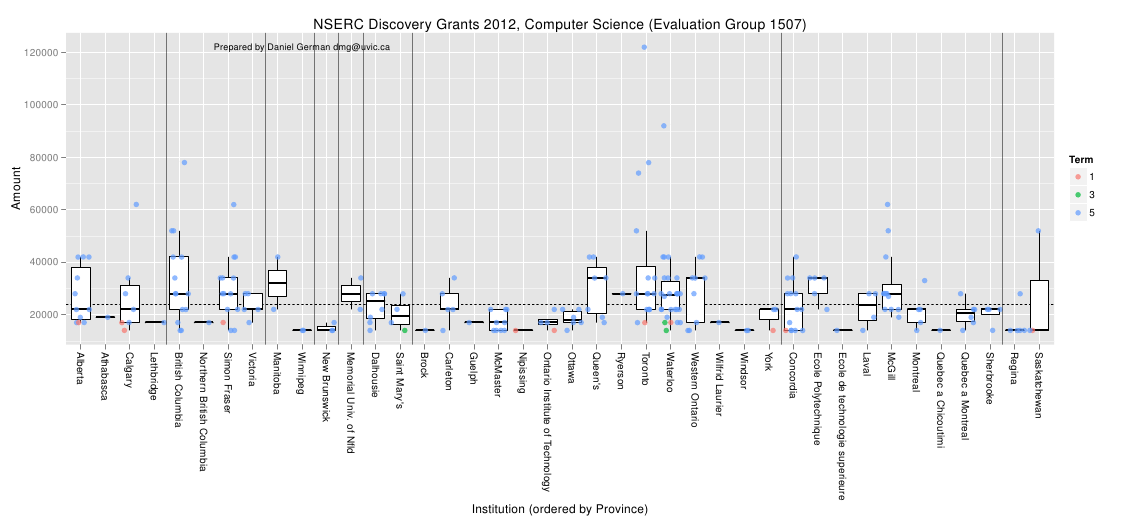 NSERC Discovery Grants 2012, Computer Science (Evaluation Group 1507)
Prepared by Daniel German dmg@uvic.ca
Amount
120000
100000
80000
60000
40000
20000
Term
1
3
5
Alberta
Athabasca
Calgary
Lethbridge
British Columbia
Northern British Columbia
Simon Fraser
Victoria
Manitoba
Winnipeg
New Brunswick
Memorial Univ. of Nfld
Dalhousie
Saint Mary's
Brock
Carleton
Guelph
McMaster
Nipissing
Ontario Institute of Technology
Ottawa
Queen's
Ryerson
Toronto
Waterloo
Western Ontario
Wilfrid Laurier
Windsor
York
Concordia
Ecole Polytechnique
Ecole de technologie superieure
Laval
McGill
Montreal
Quebec a Chicoutimi
Quebec a Montreal
Sherbrooke
Regina
Saskatchewan
Institution (ordered by Province)